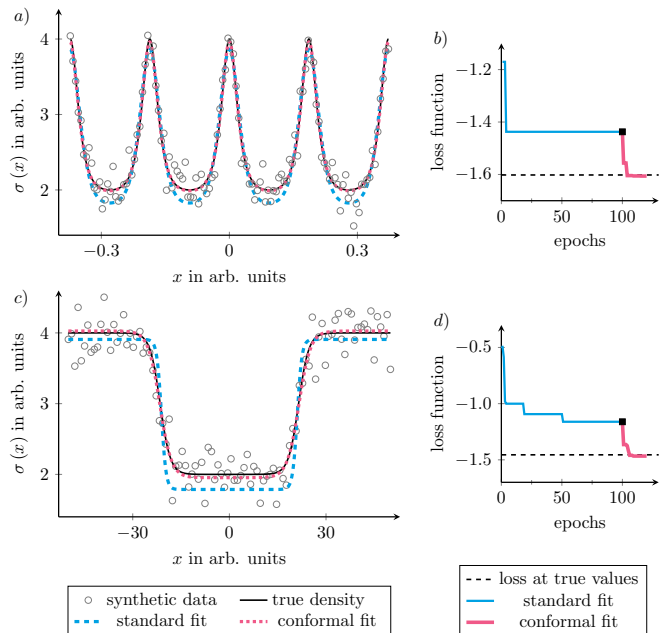 a)
4
3
2
σ (x) in arb. units
−0.3
0
0.3
x in arb. units
b)
−1.2
−1.4
−1.6
loss function
0
50
100
epochs
c)
4
3
2
σ (x) in arb. units
−30
0
30
x in arb. units
d)
−0.5
−1.0
−1.5
loss function
0
50
100
epochs
synthetic data
true density
standard fit
conformal fit
loss at true values
standard fit
conformal fit